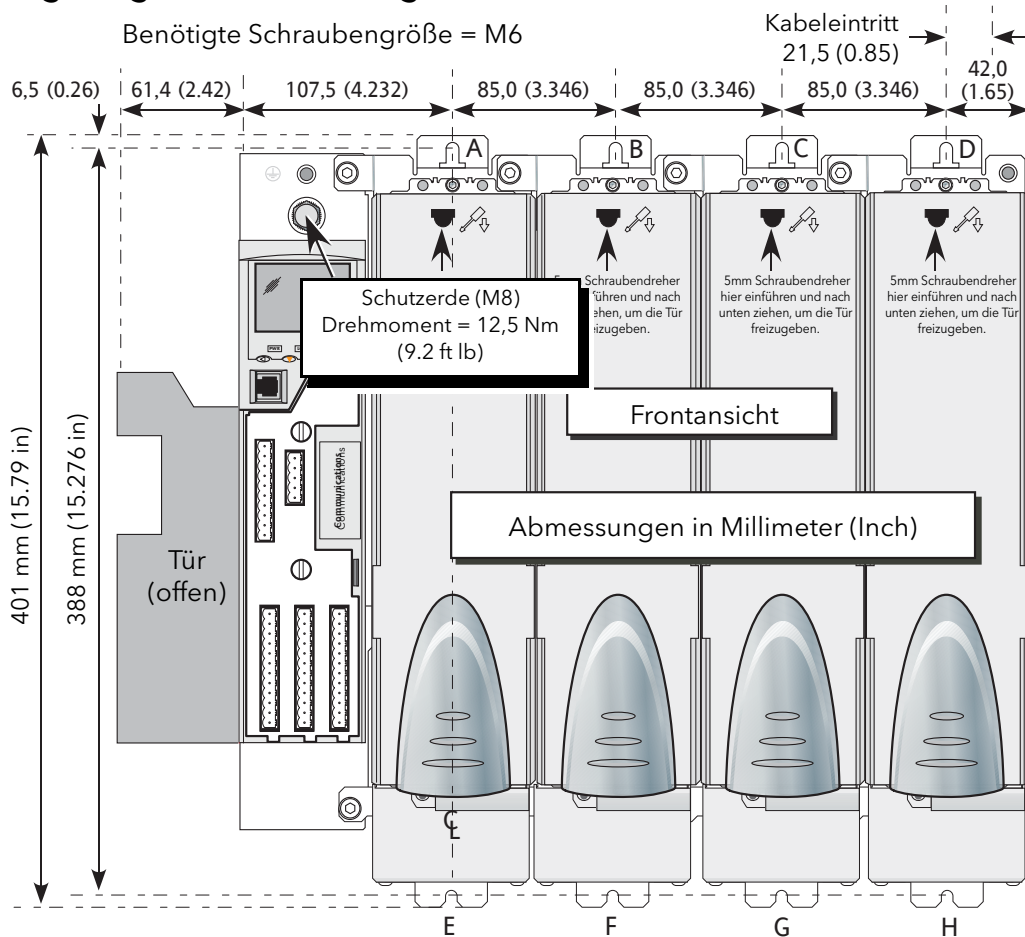 Benötigte Schraubengröße = M6
Kabeleintritt
21,5 (0.85)
6,5 (0.26)
61,4 (2.42)
107,5 (4.232)
85,0 (3.346)
85,0 (3.346)
85,0 (3.346)
42,0
(1.65)
A
B
C
D
Schutzerde (M8)
Drehmoment = 12,5 Nm
(9.2 ft lb)
Schraubendreher
5mm Schraubendreher
hier einführen und nach
unten ziehen, um die Tür
freizugeben.
5mm Schraubendreher
hier einführen und nach
unten ziehen, um die Tür
freizugeben.
PWR
Frontansicht
Communications
Abmessungen in Millimeter (Inch)
Tür
(offen)
401 mm (15.79 in)
388 mm (15.276 in)
E
F
G
H